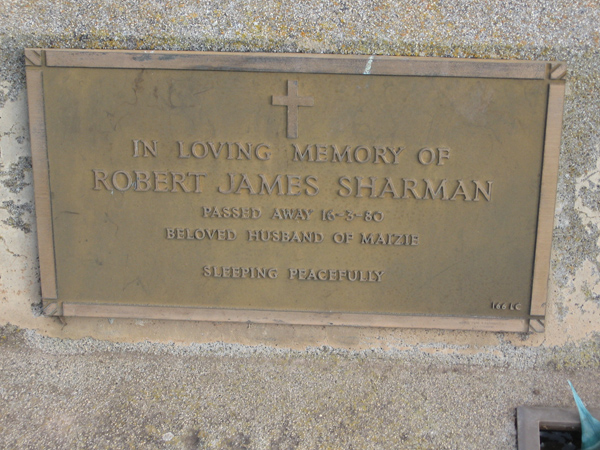 IN LOVING MEMORY OF
ROBERT JAMES SHARMAN
PASSED AWAY 16-3-80
BELOVED HUSBAND OF MAIZIE
SLEEPING PEACEFULLY